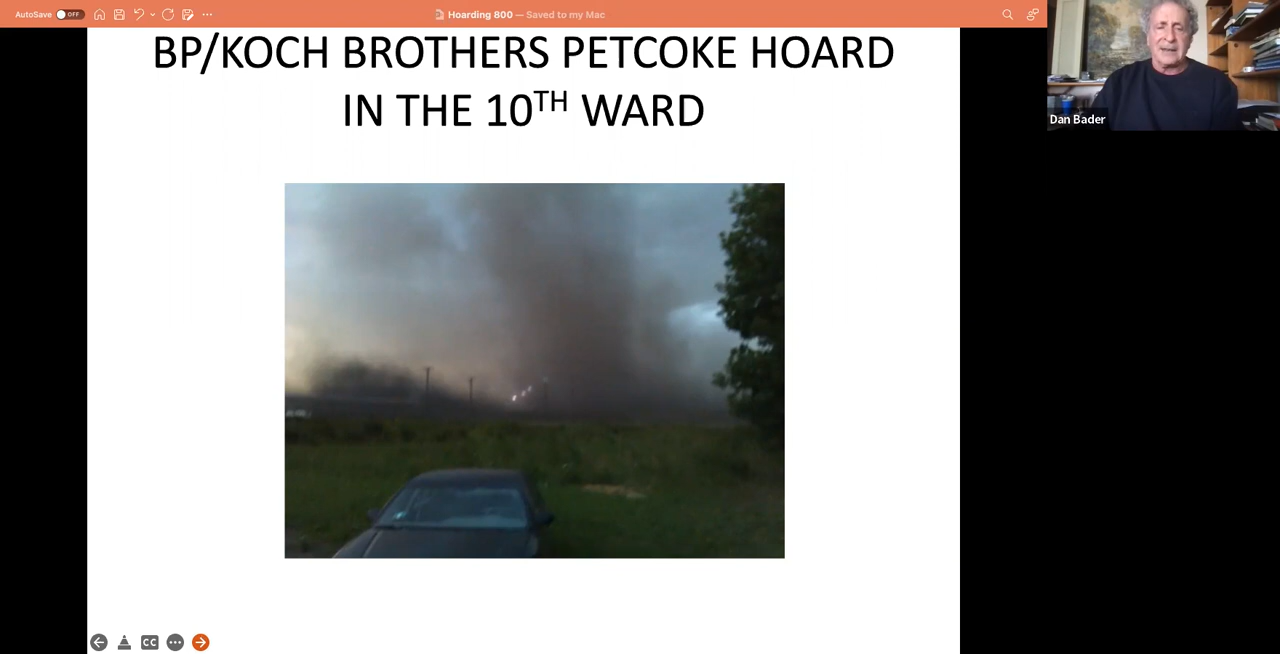 AutoSave OFF
Hoarding 800 — Saved to my Mac
BP/KOCH BROTHERS PETCOKE HOARD
IN THE 10TH WARD
Dan Bader
CC